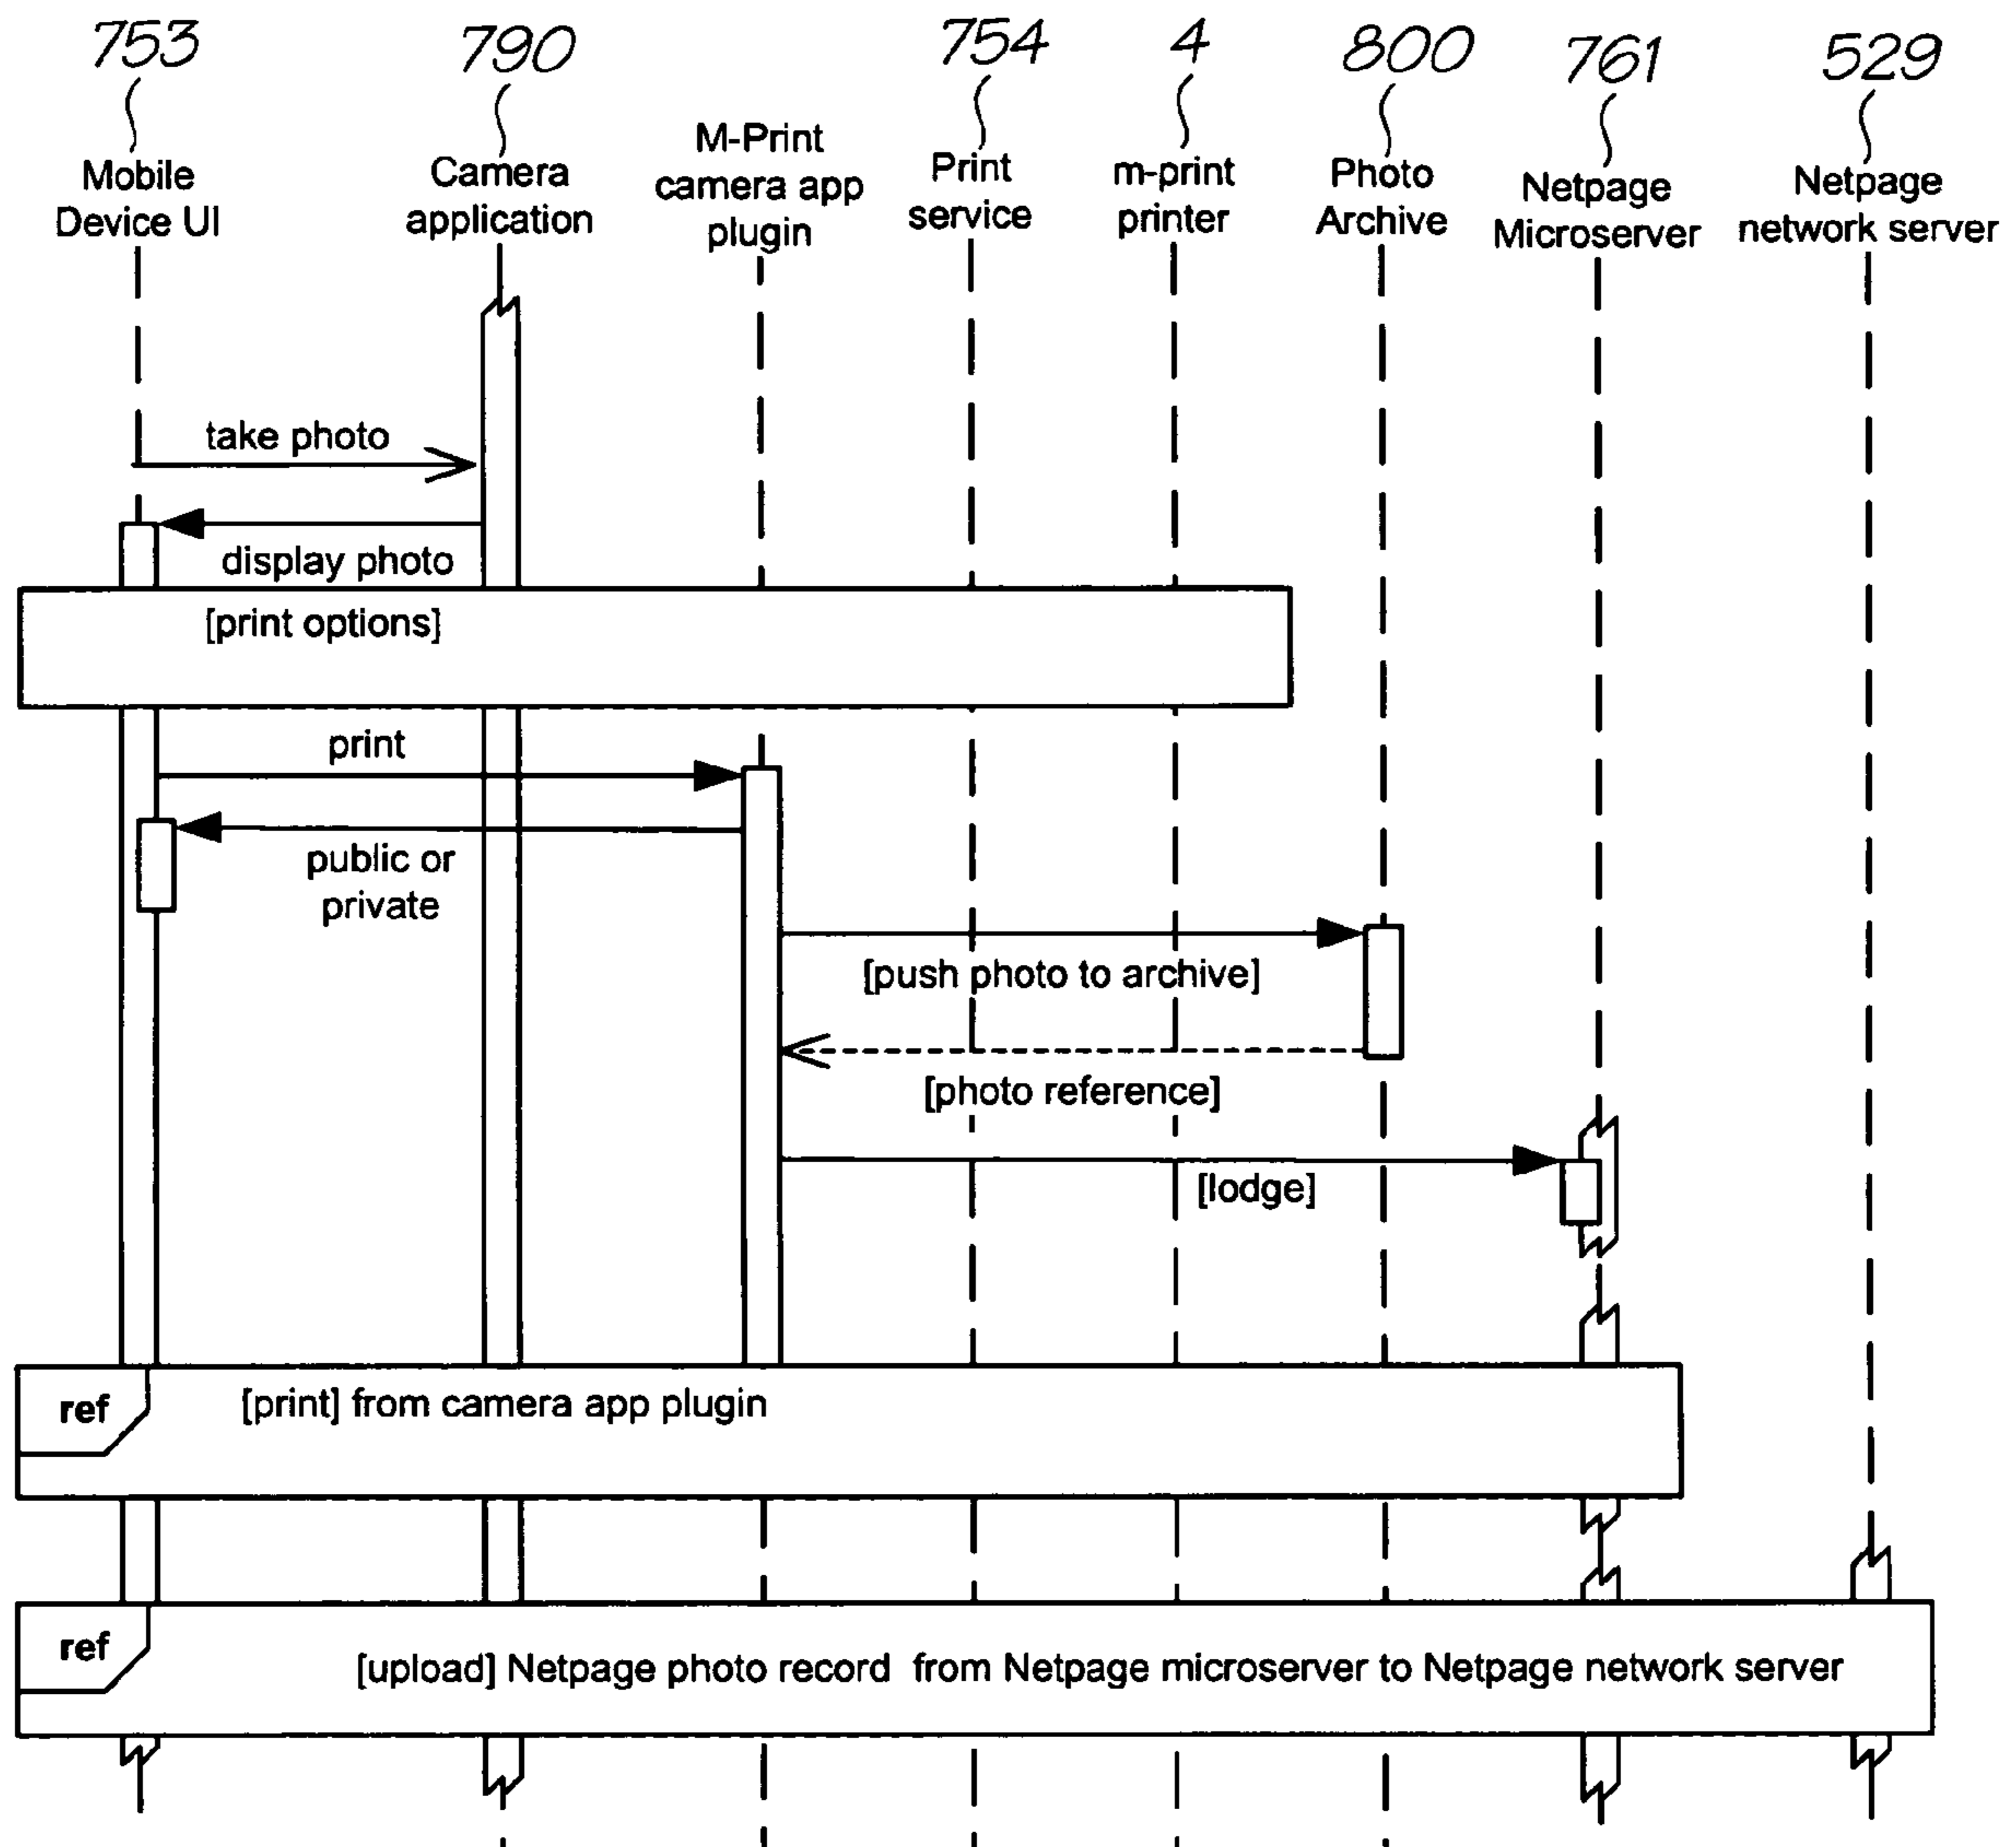 753
790
754
4
800
761
529
Mobile
Device UI
Camera
application
M-Print
camera app
plugin
Print
service
m-print
printer
Photo
Archive
Netpage
Microserver
Netpage
network server
take photo
display photo
[print options]
print
public or
private
[push photo to archive]
[photo reference]
[lodge]
ref
[print] from camera app plugin
ref
[upload] Netpage photo record from Netpage microserver to Netpage network server